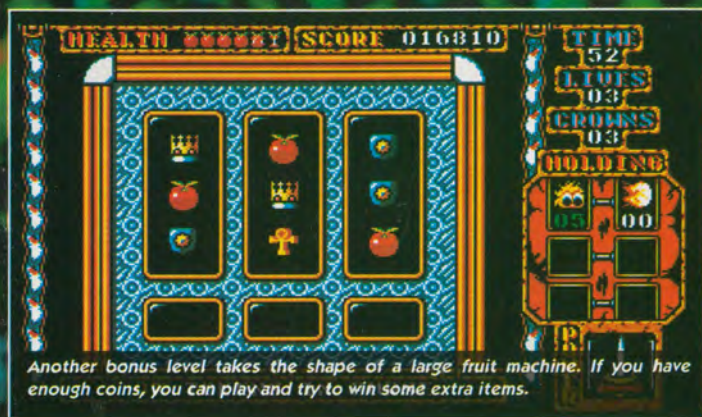 HEALTH
SCORE 016810
TIME
52
LIVES
03
CROWNS
03
HOLDING
05 00
R
Another bonus level takes the shape of a large fruit machine. If you have
enough coins, you can play and try to win some extra items.